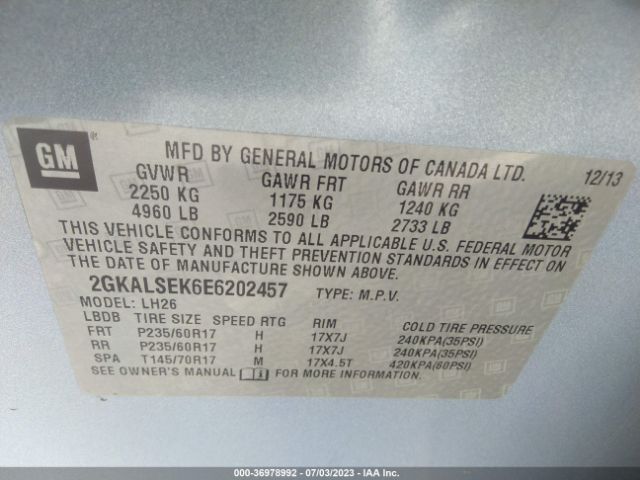 GM
®
MFD BY GENERAL MOTORS OF CANADA LTD.
12/13
GVWR GAWR FRT GAWR RR
2250 KG 1175 KG 1240 KG
4960 LB 2590 LB 2733 LB
THIS VEHICLE CONFORMS TO ALL APPLICABLE U.S. FEDERAL MOTOR
VEHICLE SAFETY AND THEFT PREVENTION STANDARDS IN EFFECT ON
THE DATE OF MANUFACTURE SHOWN ABOVE.
2GKALSEK6E6202457 TYPE: M.P.V.
MODEL: LH26
LBDB TIRE SIZE SPEED RTG RIM COLD TIRE PRESSURE
FRT P235/60R17 H 17X7J 240KPA(35PSI)
RR P235/60R17 H 17X7J 240KPA(35PSI)
SPA T145/70R17 M 17X4.5T 420KPA(60PSI)
SEE OWNER'S MANUAL FOR MORE INFORMATION.
000-36978992 / 07/03/2023 - IAA Inc.